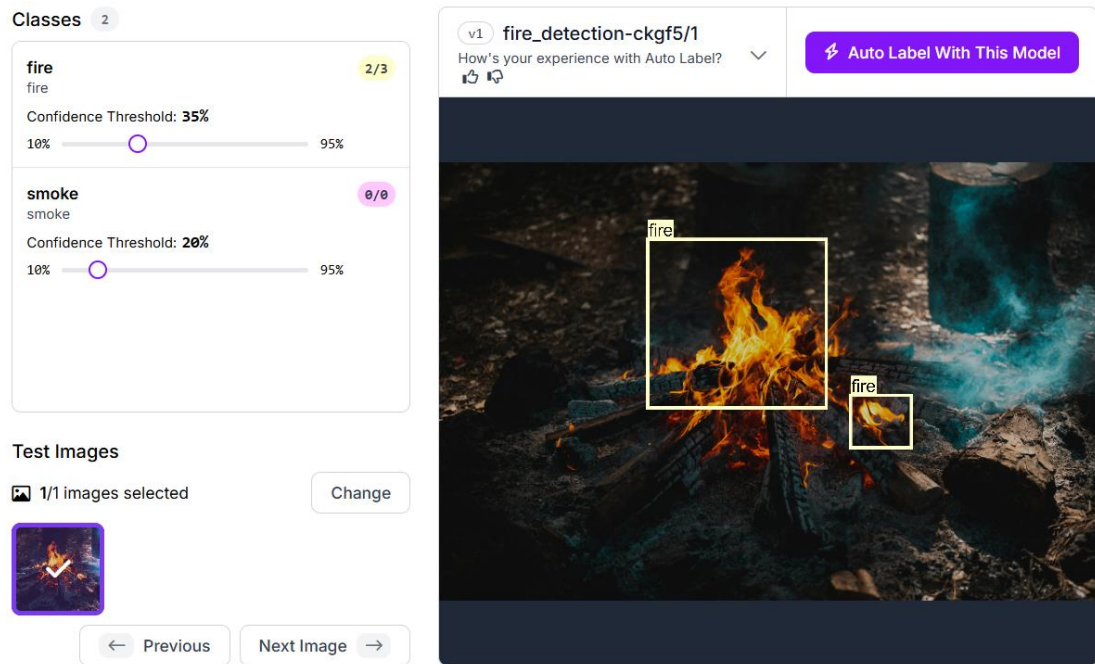 Classes 2
fire 2/3
fire
Confidence Threshold: 35%
10% 95%
smoke 0/0
smoke
Confidence Threshold: 20%
10% 95%
Test Images
1/1 images selected
Change
Previous
Next Image
v1 fire_detection-ckgf5/1
How's your experience with Auto Label?
Auto Label With This Model
fire
fire